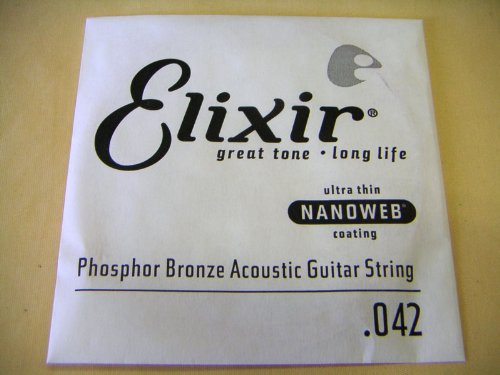 Elixir®
great tone · long life
ultra thin
NANOWEB®
coating
Phosphor Bronze Acoustic Guitar String
.042